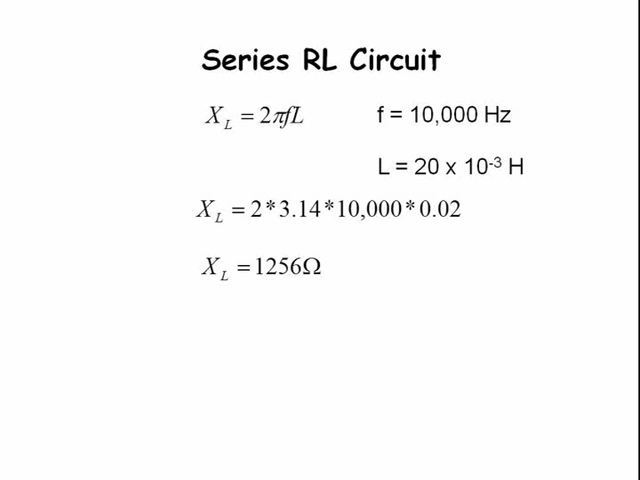 Series RL Circuit
X_L = 2πfL f = 10,000 Hz
L = 20 x 10⁻³ H
X_L = 2*3.14*10,000*0.02
X_L = 1256Ω